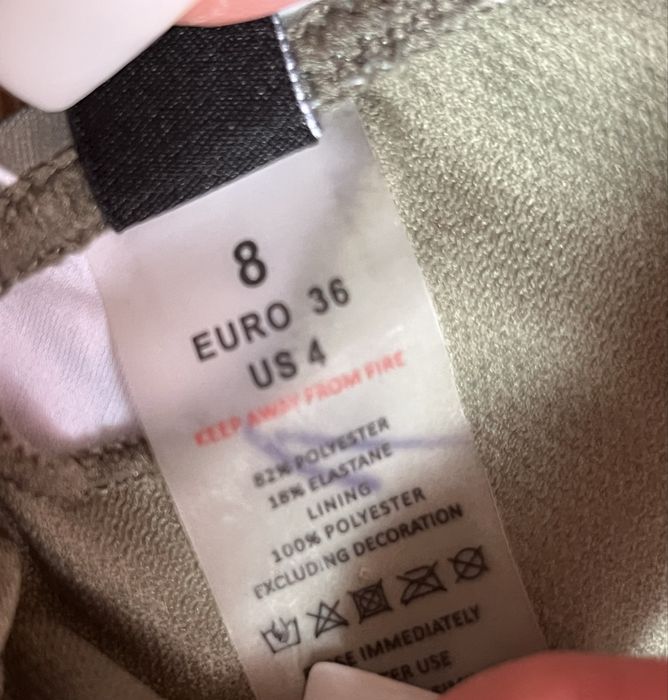 8
EURO 36
US 4
KEEP AWAY FROM FIRE
82% POLYESTER
18% ELASTANE
LINING
100% POLYESTER
EXCLUDING DECORATION
IMMEDIATELY
USE